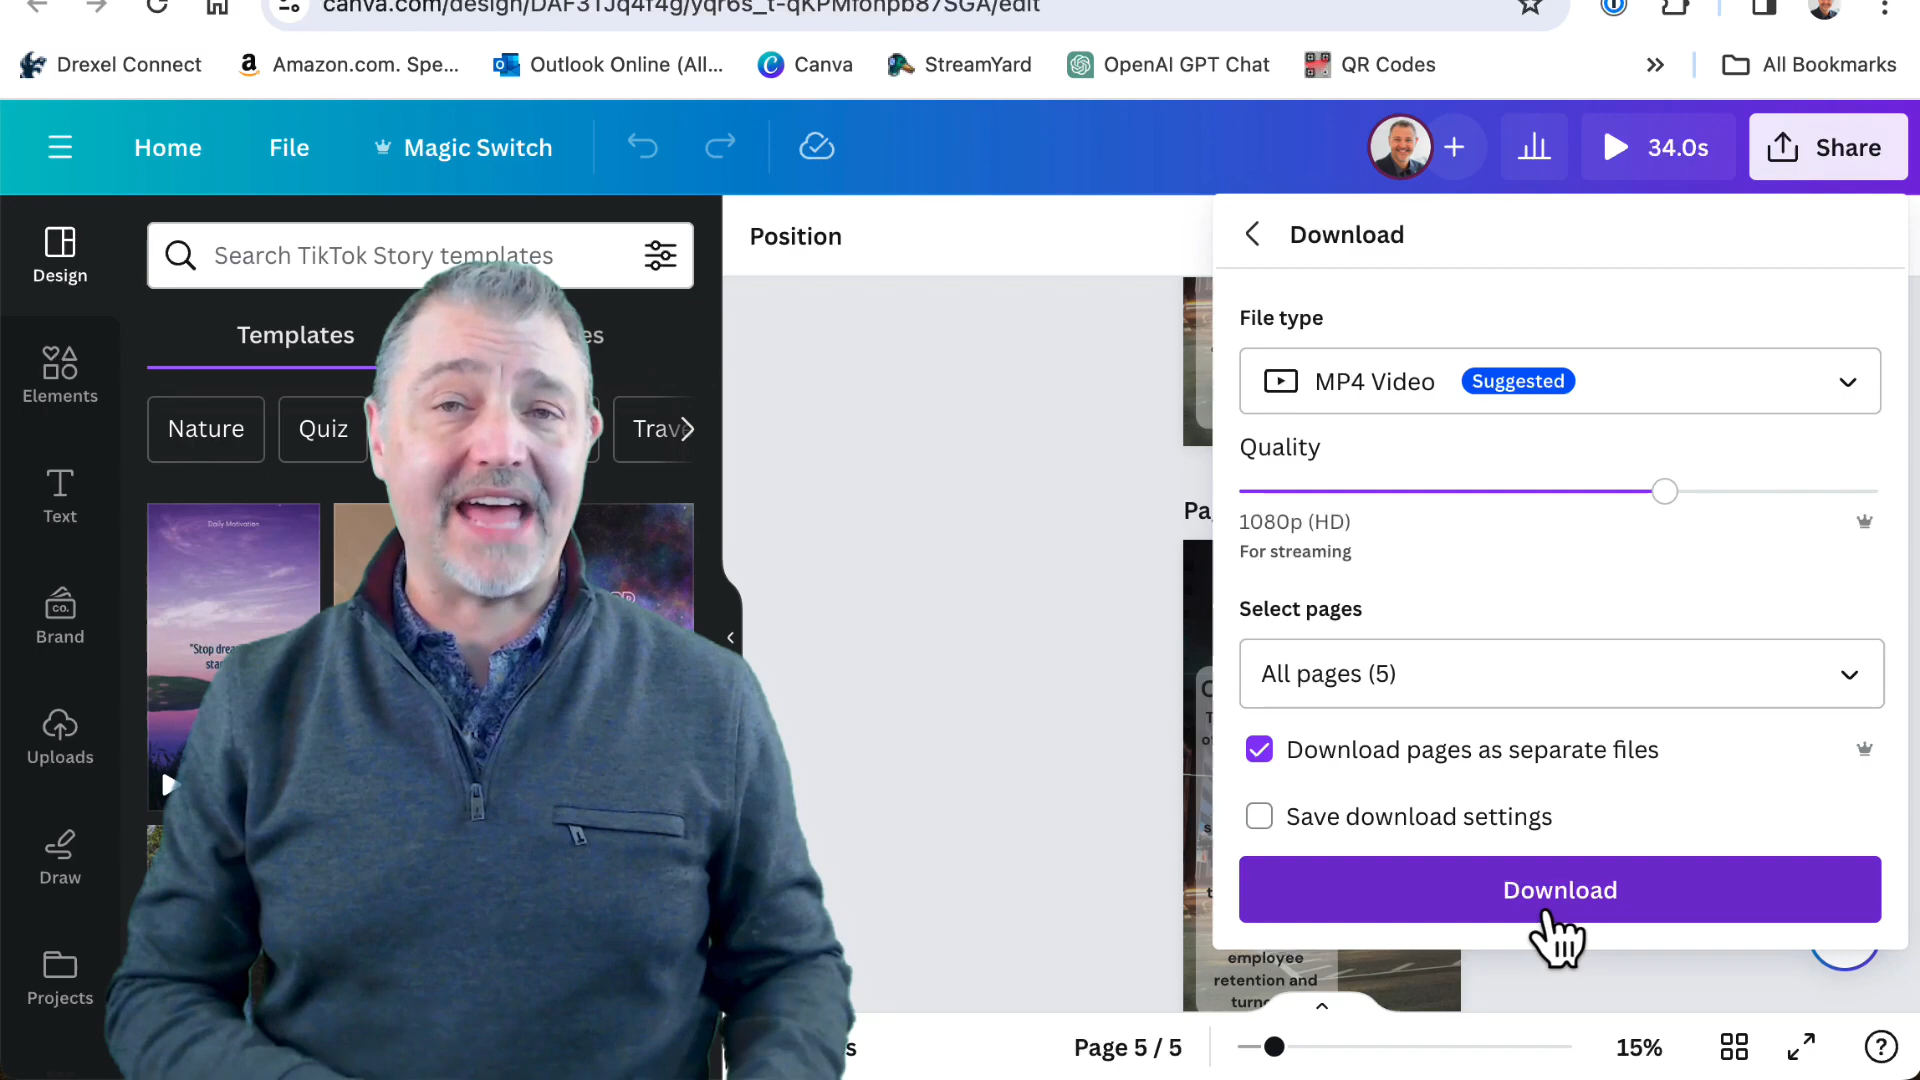 Drexel Connect
Amazon.com. Spe...
Outlook Online (All...
Canva
StreamYard
OpenAI GPT Chat
QR Codes
All Bookmarks
Home
File
Magic Switch
34.0s
Share
Design
Elements
Text
Brand
CO.
Uploads
Draw
Projects
Search TikTok Story templates
Templates
Nature
Quiz
Daily Motivation
Position
Download
File type
MP4 Video
Suggested
Quality
1080p (HD)
For streaming
Select pages
All pages (5)
Download pages as separate files
Save download settings
Download
employee
retention and
Page 5 / 5
15%